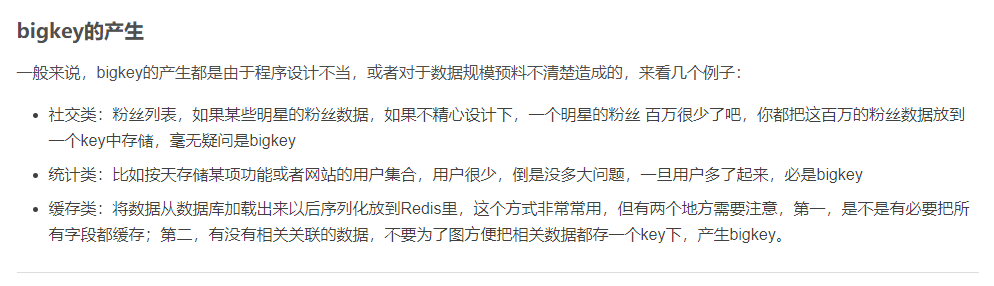 bigkey的产生
一般来说，bigkey的产生都是由于程序设计不当，或者对于数据规模预料不清楚造成的，来看几个例子：
社交类：粉丝列表，如果某些明星的粉丝数据，如果不精心设计下，一个明星的粉丝 百万很少了吧，你都把这百万的粉丝数据放到
一个key中存储，毫无疑问是bigkey
统计类：比如按天存储某项功能或者网站的用户集合，用户很少，倒是没多大问题，一旦用户多了起来，必是bigkey
缓存类：将数据从数据库加载出来以后序列化放到Redis里，这个方式非常常用，但有两个地方需要注意，第一，是不是有必要把所
有字段都缓存；第二，有没有相关关联的数据，不要为了图方便把相关数据都存一个key下，产生bigkey。